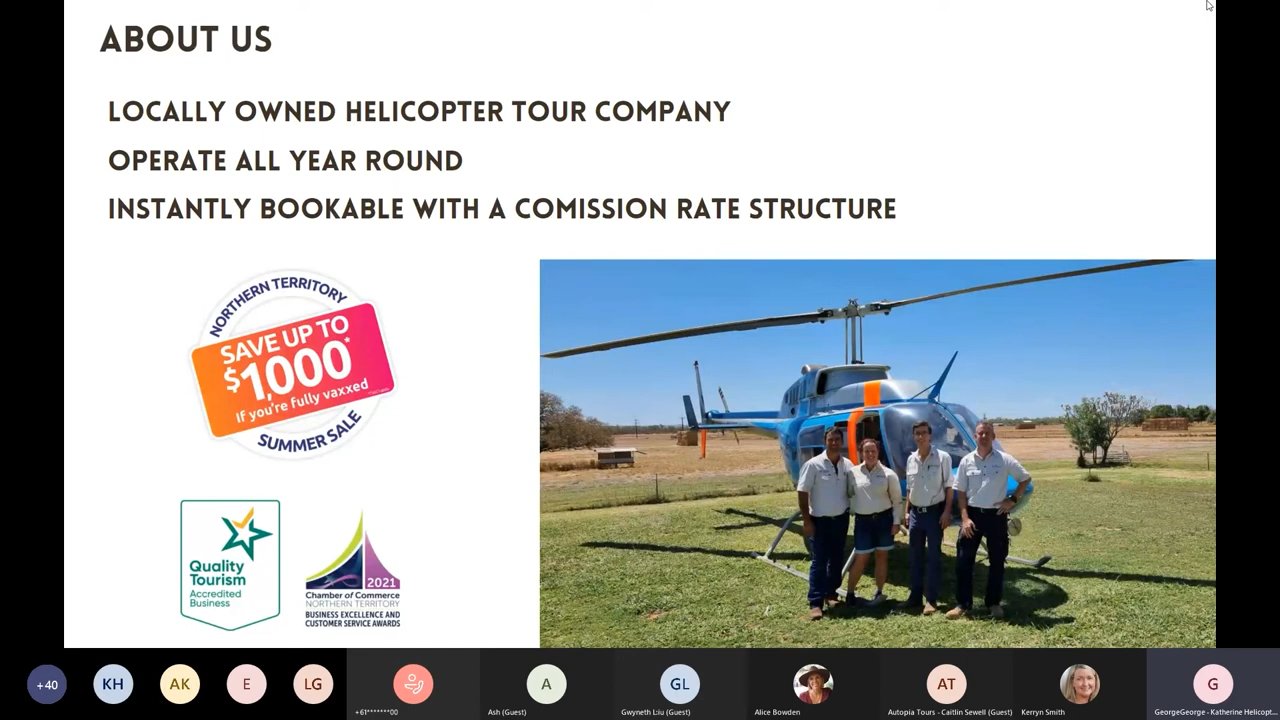 ABOUT US
LOCALLY OWNED HELICOPTER TOUR COMPANY
OPERATE ALL YEAR ROUND
INSTANTLY BOOKABLE WITH A COMISSION RATE STRUCTURE
NORTHERN TERRITORY
SAVE UP TO
$1,000*
If you're fully vaxxed
SUMMER SALE
Quality
Tourism
Accredited
Business
2021
Chamber of Commerce
NORTHERN TERRITORY
BUSINESS EXCELLENCE AND
CUSTOMER SERVICE AWARDS
+40
KH
AK
E
LG
A
GL
AT
G
+61*******00
Ash (Guest)
Gwyneth Liu (Guest)
Alice Bowden
Autopia Tours - Caitlin Sewell (Guest)
Kerryn Smith
GeorgeGeorge - Katherine Helicopt...